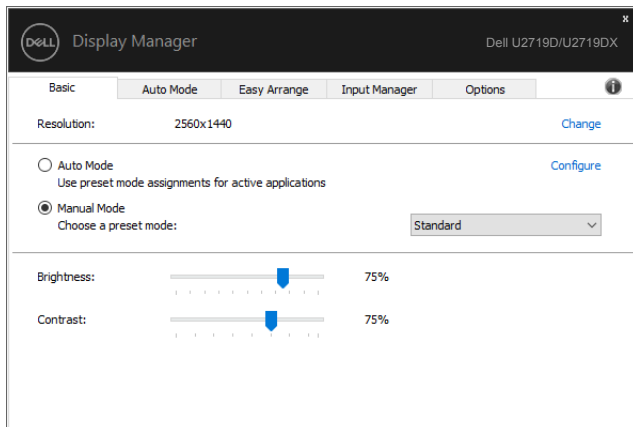 x
DELL Display Manager Dell U2719D/U2719DX
Basic Auto Mode Easy Arrange Input Manager Options i
Resolution: 2560x1440 Change
Auto Mode Configure
Use preset mode assignments for active applications
Manual Mode
Choose a preset mode: Standard
Brightness: 75%
Contrast: 75%